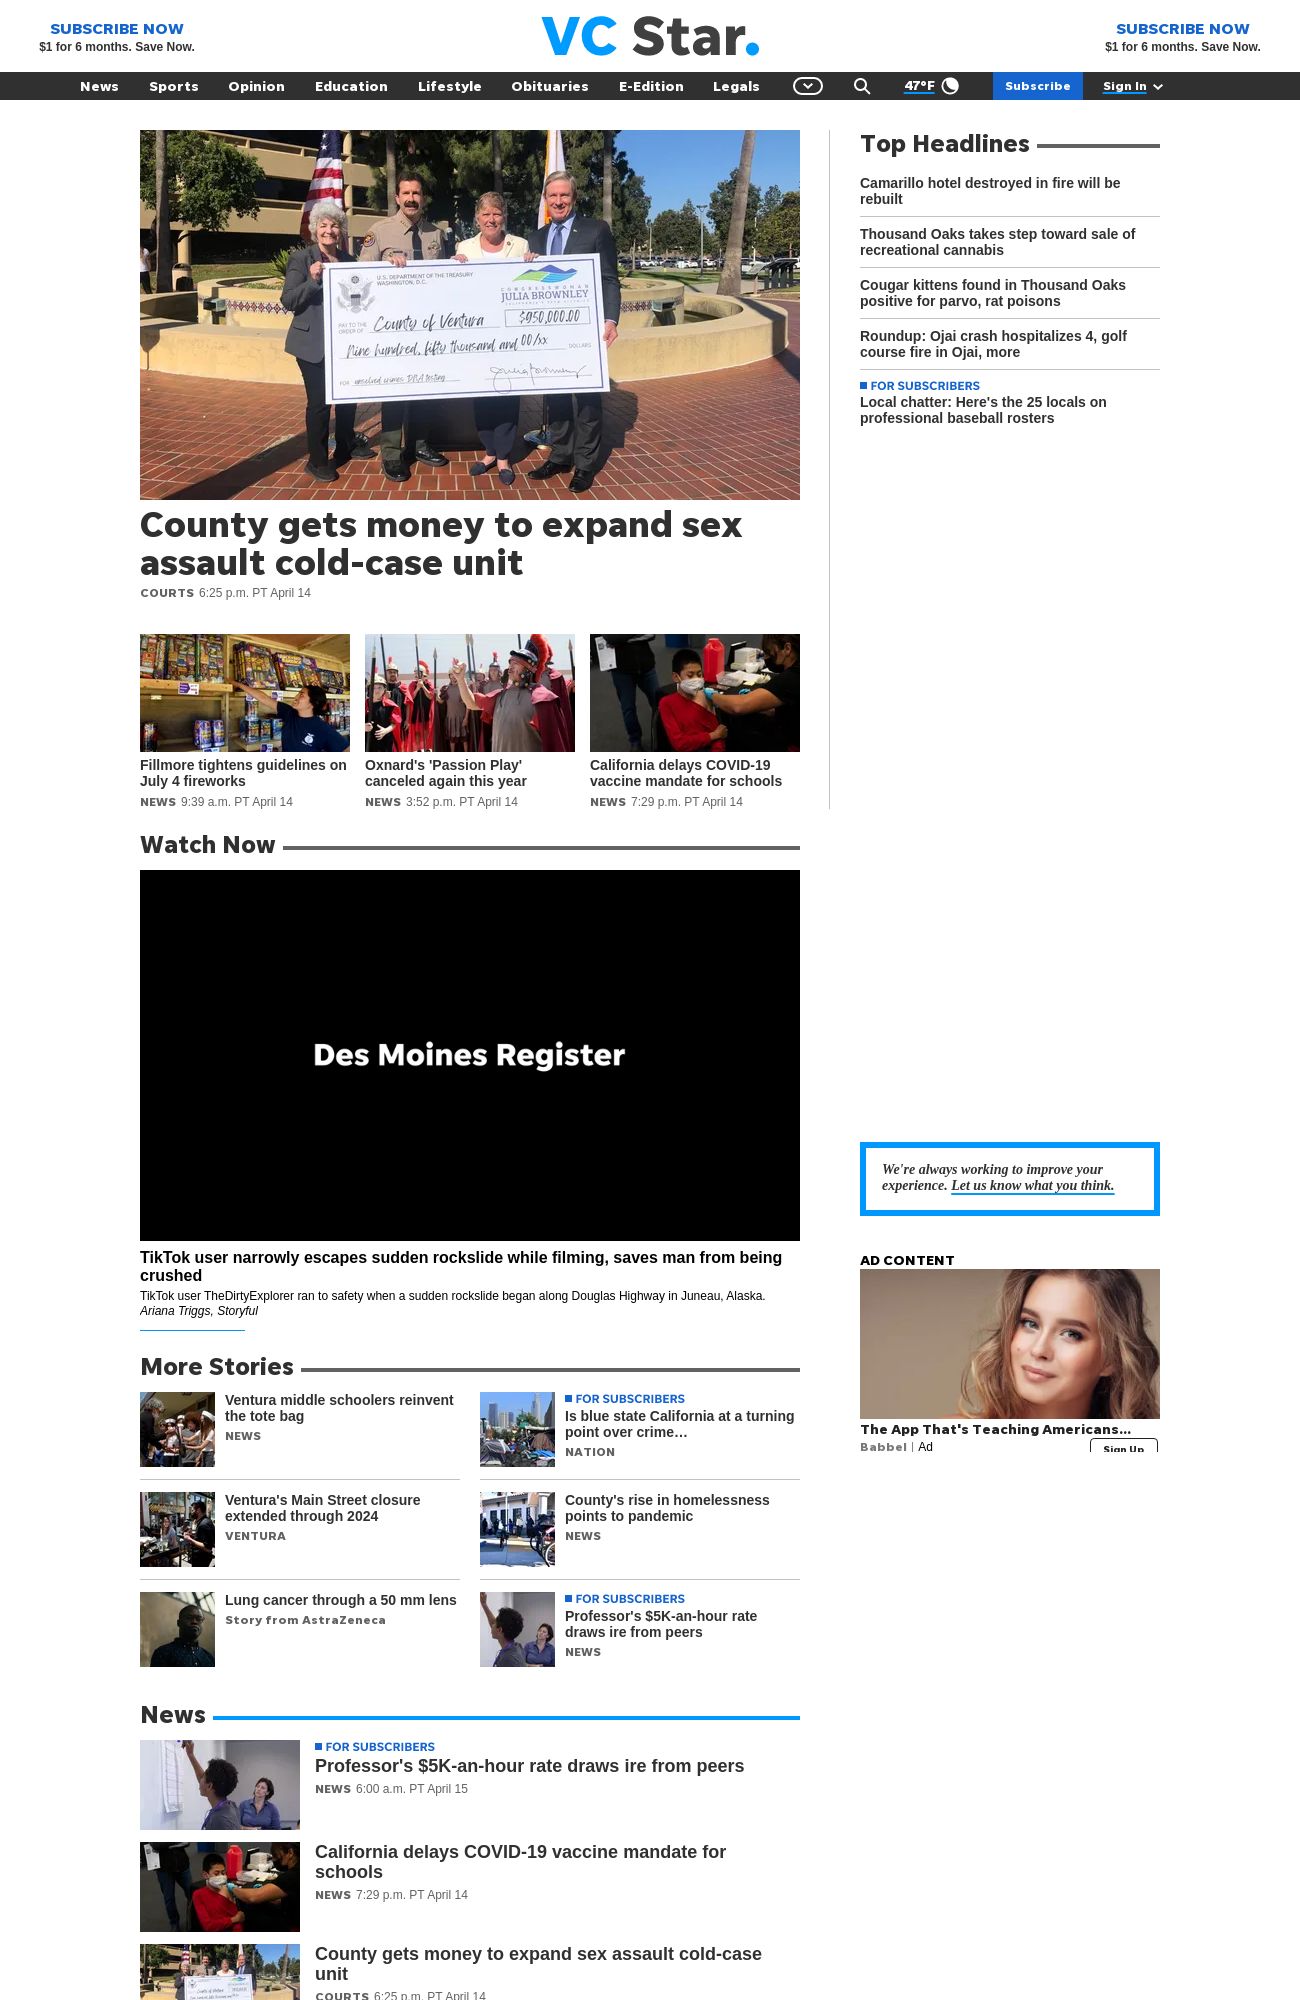 SUBSCRIBE NOW
$1 for 6 months. Save Now.
VC Star.
SUBSCRIBE NOW
$1 for 6 months. Save Now.
News Sports Opinion Education Lifestyle Obituaries E-Edition Legals 47°F Subscribe Sign In
U.S. DEPARTMENT OF THE TREASURY
WASHINGTON, D.C.
CONGRESSWOMAN
JULIA BROWNLEY
PAY TO THE
ORDER OF County of Ventura $950,000.00
Nine hundred, fifty thousand and 00/xx DOLLARS
FOR unsolved crimes DNA testing
County gets money to expand sex
assault cold-case unit
COURTS 6:25 p.m. PT April 14
Fillmore tightens guidelines on
July 4 fireworks
NEWS 9:39 a.m. PT April 14
Oxnard's 'Passion Play'
canceled again this year
NEWS 3:52 p.m. PT April 14
California delays COVID-19
vaccine mandate for schools
NEWS 7:29 p.m. PT April 14
Top Headlines
Camarillo hotel destroyed in fire will be
rebuilt
Thousand Oaks takes step toward sale of
recreational cannabis
Cougar kittens found in Thousand Oaks
positive for parvo, rat poisons
Roundup: Ojai crash hospitalizes 4, golf
course fire in Ojai, more
FOR SUBSCRIBERS
Local chatter: Here's the 25 locals on
professional baseball rosters
Watch Now
Des Moines Register
TikTok user narrowly escapes sudden rockslide while filming, saves man from being
crushed
TikTok user TheDirtyExplorer ran to safety when a sudden rockslide began along Douglas Highway in Juneau, Alaska.
Ariana Triggs, Storyful
We're always working to improve your
experience. Let us know what you think.
AD CONTENT
The App That's Teaching Americans...
Babbel | Ad
Sign Up
More Stories
Ventura middle schoolers reinvent
the tote bag
NEWS
FOR SUBSCRIBERS
Is blue state California at a turning
point over crime…
NATION
Ventura's Main Street closure
extended through 2024
VENTURA
County's rise in homelessness
points to pandemic
NEWS
Lung cancer through a 50 mm lens
Story from AstraZeneca
FOR SUBSCRIBERS
Professor's $5K-an-hour rate
draws ire from peers
NEWS
News
FOR SUBSCRIBERS
Professor's $5K-an-hour rate draws ire from peers
NEWS 6:00 a.m. PT April 15
California delays COVID-19 vaccine mandate for
schools
NEWS 7:29 p.m. PT April 14
County gets money to expand sex assault cold-case
unit
COURTS 6:25 p.m. PT April 14